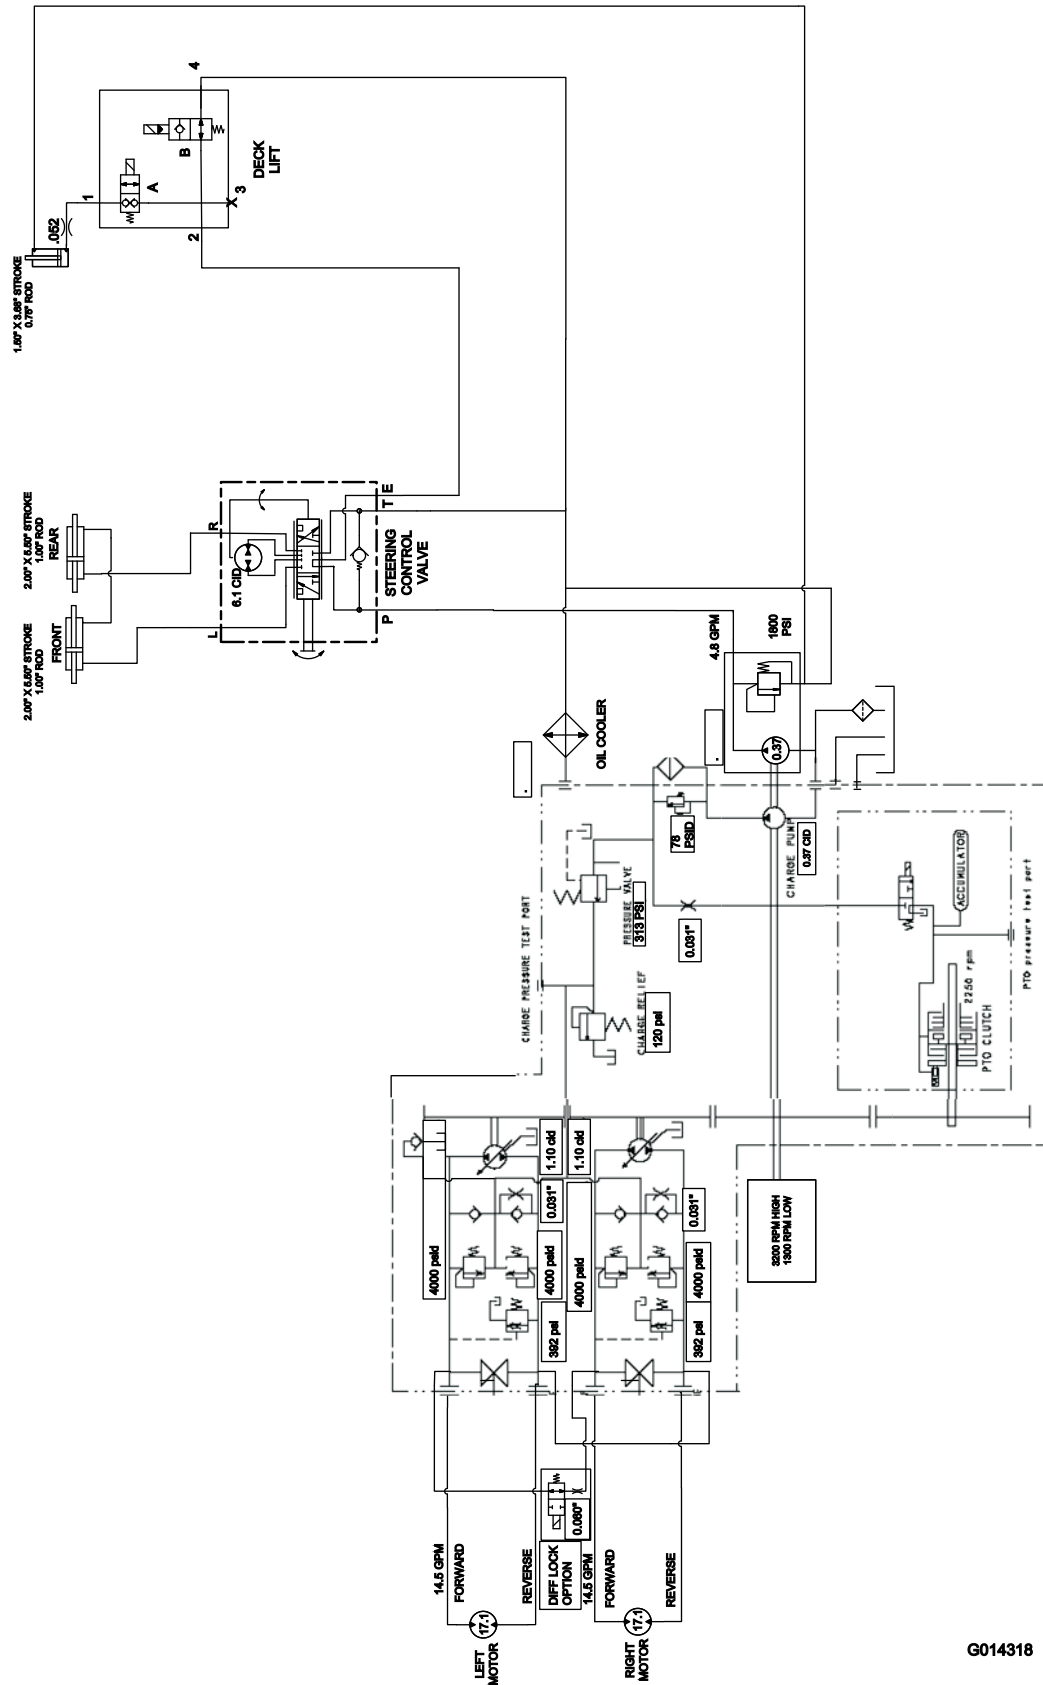 4
.052
1
A
B
DECK
LIFT
3
2
1.50" X 3.68" STROKE
0.75" ROD
2.00" X 5.50" STROKE
1.00" ROD
REAR
2.00" X 5.50" STROKE
1.00" ROD
FRONT
R
L
6.1 CID
E
T
P
STEERING
CONTROL
VALVE
4.8 GPM
1800
PSI
0.37
OIL COOLER
78
PSID
CHARGE PUMP
0.37 CID
PRESSURE VALVE
313 PSI
CHARGE PRESSURE TEST PORT
0.031"
CHARGE RELIEF
120 psi
ACCUMULATOR
PTO pressure test port
2250 rpm
PTO CLUTCH
1.10 cid
1.10 cid
0.031"
0.031"
4000 psid
4000 psid
4000 psid
4000 psid
392 psi
392 psi
3200 RPM HIGH
1300 RPM LOW
14.5 GPM
FORWARD
REVERSE
DIFF LOCK
OPTION
0.060"
14.5 GPM
FORWARD
REVERSE
17.1
LEFT
MOTOR
17.1
RIGHT
MOTOR
G014318